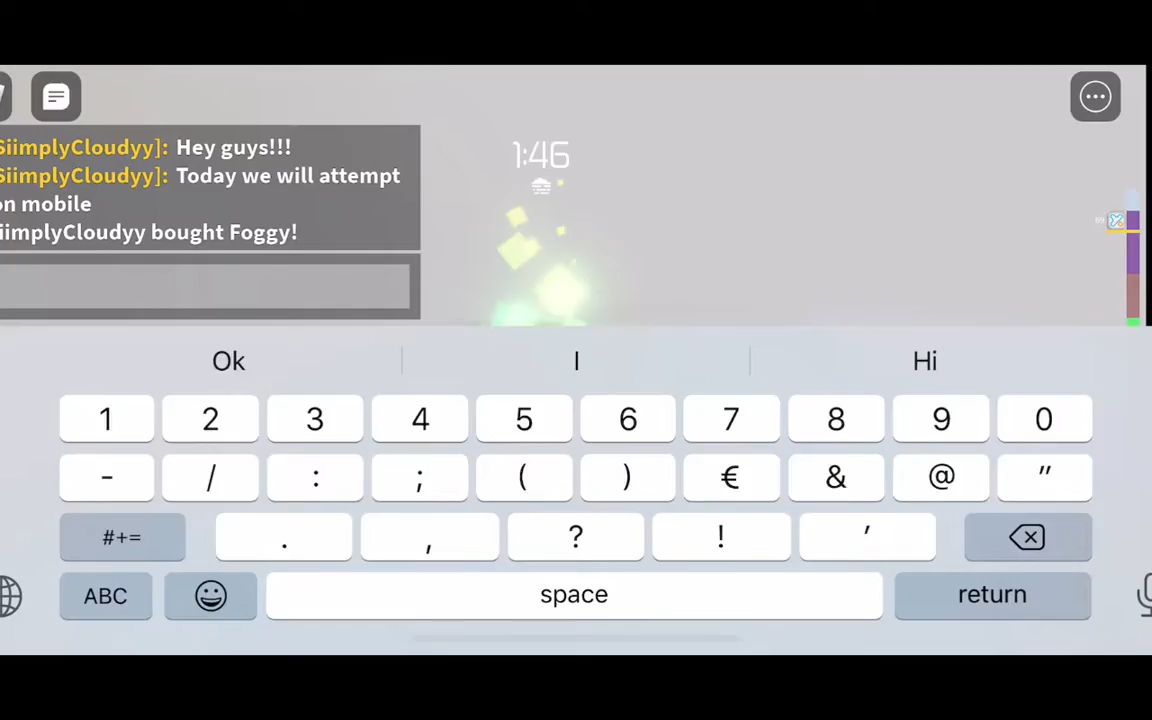 SiimplyCloudyy]: Hey guys!!!
1:46
SiimplyCloudyy]: Today we will attempt
on mobile
iimplyCloudyy bought Foggy!
Ok I Hi
1 2 3 4 5 6 7 8 9 0
- / : ; ( ) € & @ "
#+= . , ? ! '
ABC space return